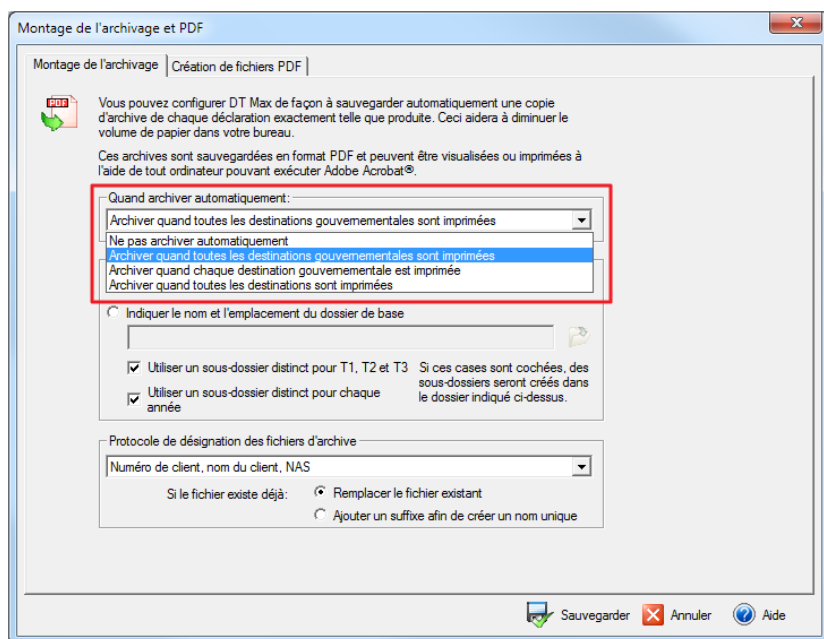 Montage de l'archivage et PDF
Montage de l'archivage
Création de fichiers PDF
PDF
Vous pouvez configurer DT Max de façon à sauvegarder automatiquement une copie
d'archive de chaque déclaration exactement telle que produite. Ceci aidera à diminuer le
volume de papier dans votre bureau.
Ces archives sont sauvegardées en format PDF et peuvent être visualisées ou imprimées à
l'aide de tout ordinateur pouvant exécuter Adobe Acrobat®.
Quand archiver automatiquement:
Archiver quand toutes les destinations gouvernementales sont imprimées
Ne pas archiver automatiquement
Archiver quand toutes les destinations gouvernementales sont imprimées
Archiver quand chaque destination gouvernementale est imprimée
Archiver quand toutes les destinations sont imprimées
Indiquer le nom et l'emplacement du dossier de base
Utiliser un sous-dossier distinct pour T1, T2 et T3
Utiliser un sous-dossier distinct pour chaque
année
Si ces cases sont cochées, des
sous-dossiers seront créés dans
le dossier indiqué ci-dessus.
Protocole de désignation des fichiers d'archive
Numéro de client, nom du client, NAS
Si le fichier existe déjà:
Remplacer le fichier existant
Ajouter un suffixe afin de créer un nom unique
Sauvegarder
Annuler
Aide